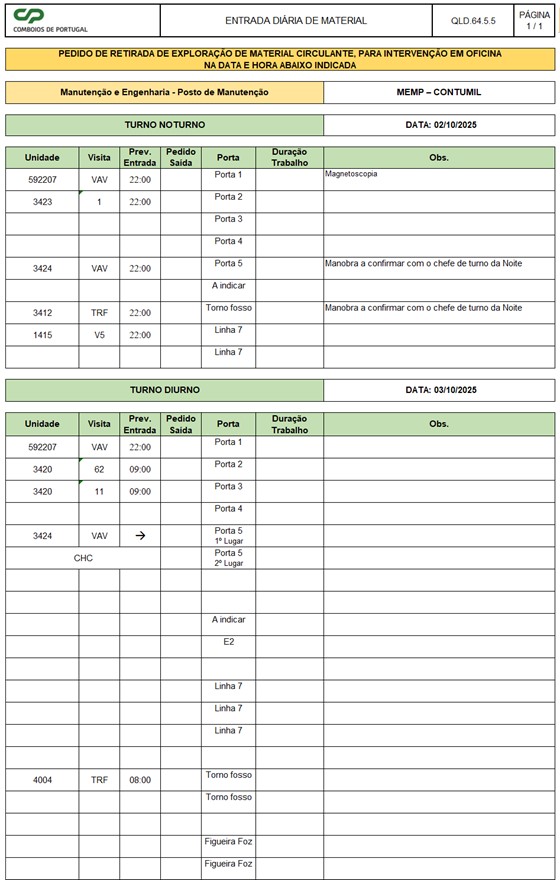 CP
COMBOIOS DE PORTUGAL
ENTRADA DIÁRIA DE MATERIAL
QLD.64.5.5
PÁGINA
1 / 1
PEDIDO DE RETIRADA DE EXPLORAÇÃO DE MATERIAL CIRCULANTE, PARA INTERVENÇÃO EM OFICINA
NA DATA E HORA ABAIXO INDICADA
Manutenção e Engenharia - Posto de Manutenção
MEMP – CONTUMIL
TURNO NOTURNO
DATA: 02/10/2025
Unidade Visita Prev. Entrada Pedido Saída Porta Duração Trabalho Obs.
592207 VAV 22:00 Porta 1 Magnetoscopia
3423 1 22:00 Porta 2
Porta 3
Porta 4
3424 VAV 22:00 Porta 5 Manobra a confirmar com o chefe de turno da Noite
A indicar
3412 TRF 22:00 Torno fosso Manobra a confirmar com o chefe de turno da Noite
1415 V5 22:00 Linha 7
Linha 7
TURNO DIURNO
DATA: 03/10/2025
Unidade Visita Prev. Entrada Pedido Saída Porta Duração Trabalho Obs.
592207 VAV 22:00 Porta 1
3420 62 09:00 Porta 2
3420 11 09:00 Porta 3
Porta 4
3424 VAV → Porta 5
1º Lugar
CHC Porta 5
2º Lugar
A indicar
E2
Linha 7
Linha 7
Linha 7
4004 TRF 08:00 Torno fosso
Torno fosso
Figueira Foz
Figueira Foz